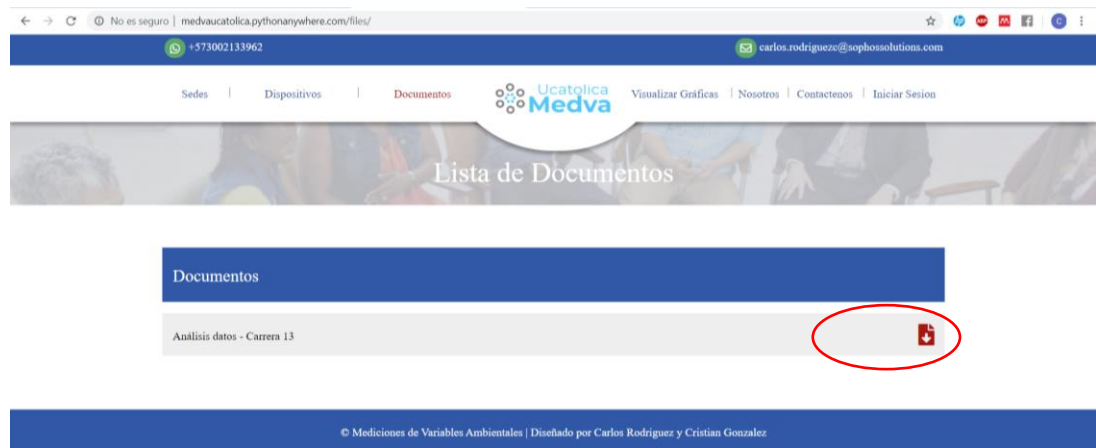 No es seguro | medvaucatolica.pythonanywhere.com/files/
+573002133962
carlos.rodriguezc@sophossolutions.com
Sedes | Dispositivos | Documentos
Ucatolica
Medva
Visualizar Gráficas | Nosotros | Contactenos | Iniciar Sesion
Lista de Documentos
Documentos
Análisis datos - Carrera 13
© Mediciones de Variables Ambientales | Diseñado por Carlos Rodriguez y Cristian Gonzalez